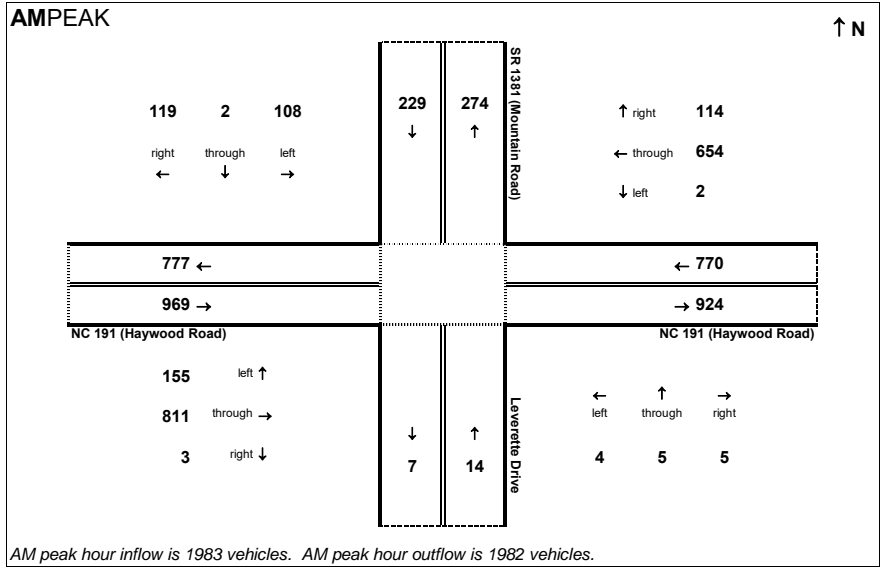 AM PEAK
↑ N
SR 1381 (Mountain Road)
229 274
↓ ↑
119 2 108
right through left
← ↓ →
↑ right 114
← through 654
↓ left 2
777 ←
← 770
969 →
→ 924
NC 191 (Haywood Road)
NC 191 (Haywood Road)
155 left ↑
811 through →
3 right ↓
↓ ↑
7 14
Leverette Drive
← ↑ →
left through right
4 5 5
AM peak hour inflow is 1983 vehicles. AM peak hour outflow is 1982 vehicles.